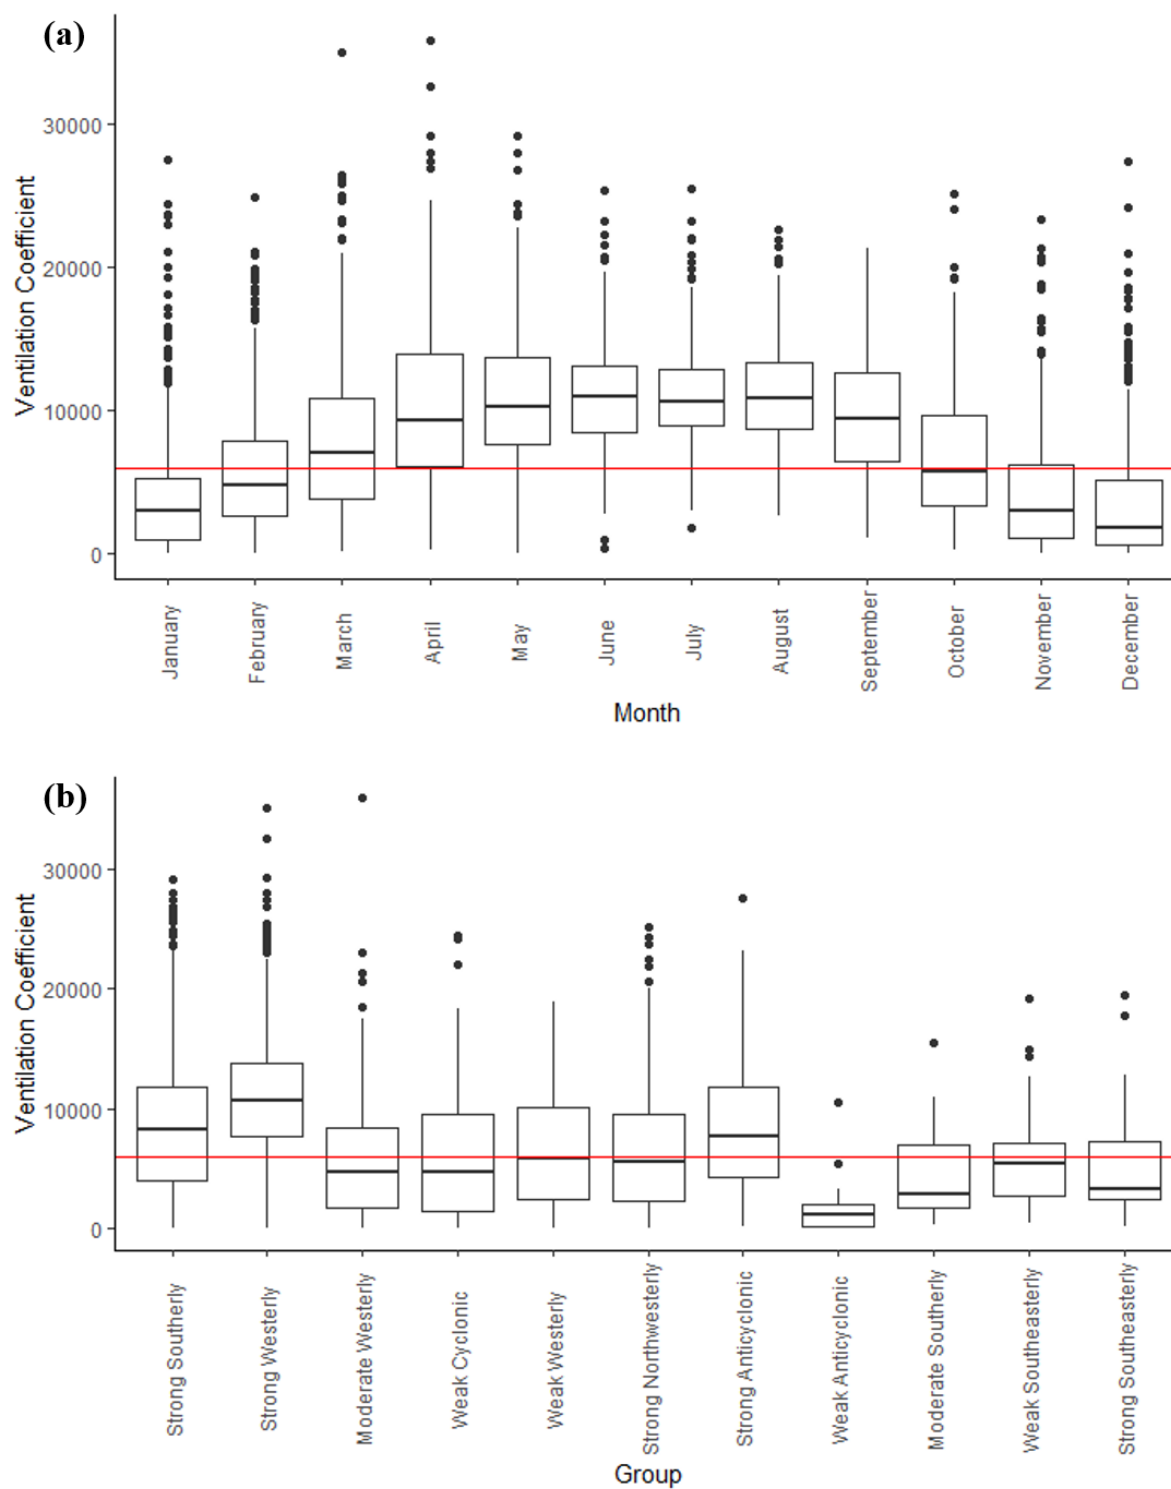 (a)
Ventilation Coefficient
30000
20000
10000
0
January
February
March
April
May
June
July
August
September
October
November
December
Month
(b)
Ventilation Coefficient
30000
20000
10000
0
Strong Southerly
Strong Westerly
Moderate Westerly
Weak Cyclonic
Weak Westerly
Strong Northwesterly
Strong Anticyclonic
Weak Anticyclonic
Moderate Southerly
Weak Southeasterly
Strong Southeasterly
Group